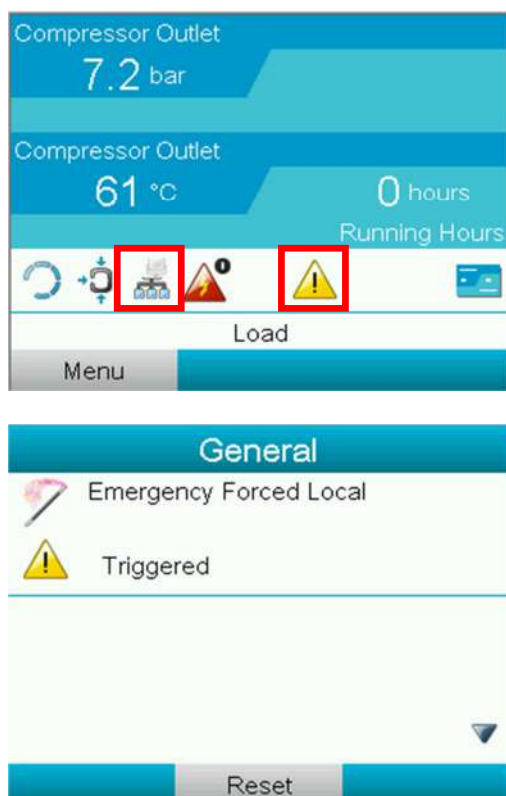 Compressor Outlet
7.2 bar
Compressor Outlet
61 °C
0 hours
Running Hours
Load
Menu
General
Emergency Forced Local
Triggered
Reset